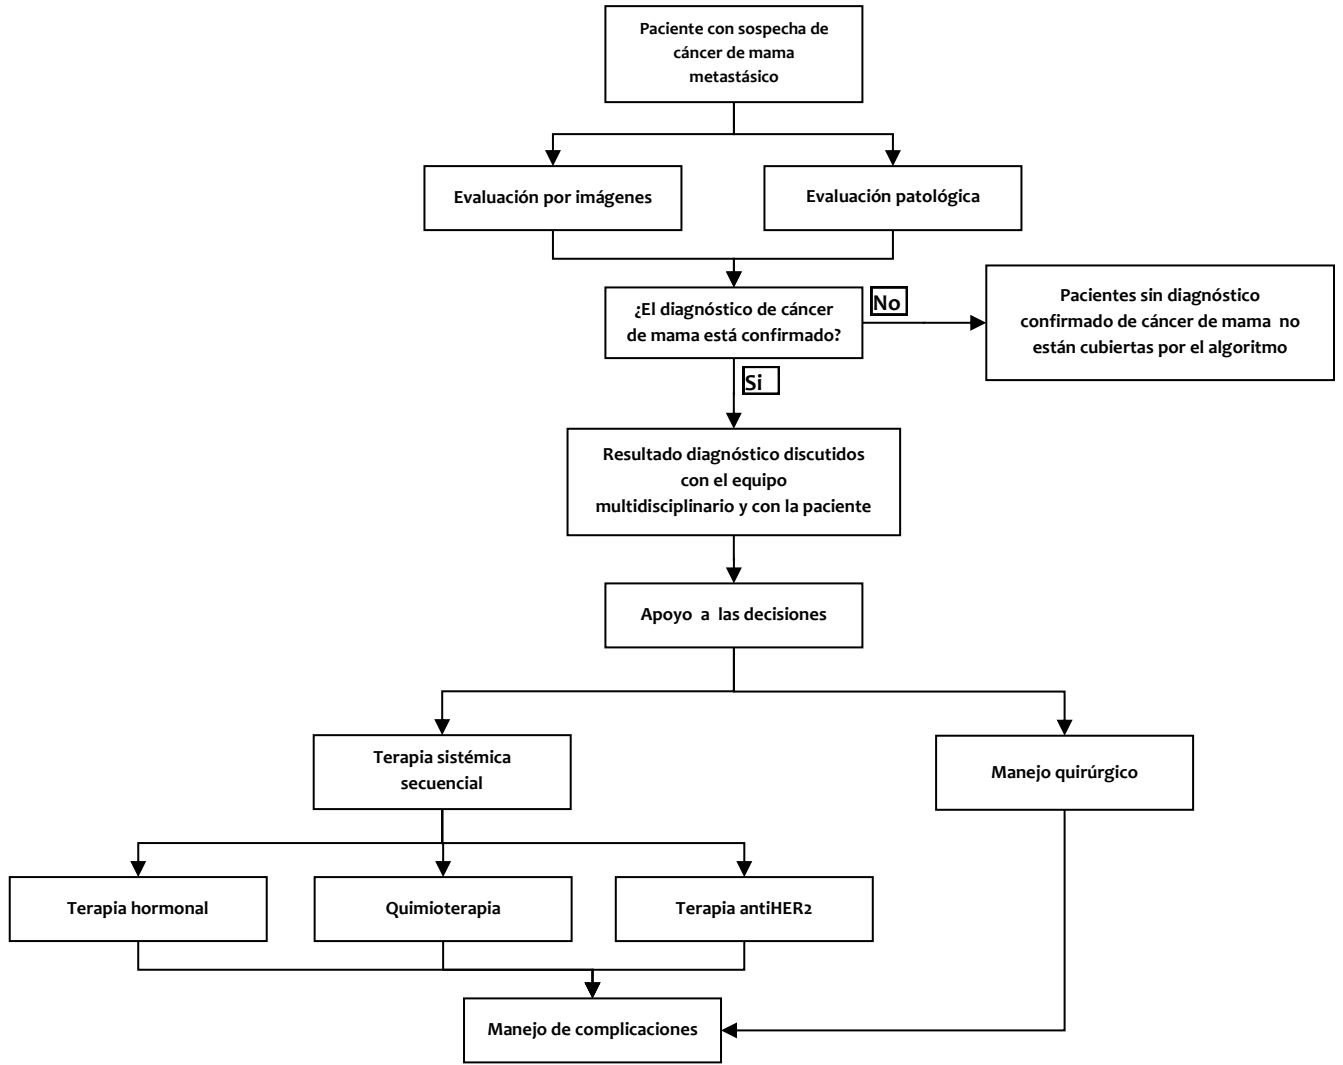 Paciente con sospecha de
cáncer de mama
metastásico
Evaluación por imágenes
Evaluación patológica
¿El diagnóstico de cáncer
de mama está confirmado?
No
Pacientes sin diagnóstico
confirmado de cáncer de mama no
están cubiertas por el algoritmo
Si
Resultado diagnóstico discutidos
con el equipo
multidisciplinario y con la paciente
Apoyo a las decisiones
Terapia sistémica
secuencial
Manejo quirúrgico
Terapia hormonal
Quimioterapia
Terapia antiHER2
Manejo de complicaciones